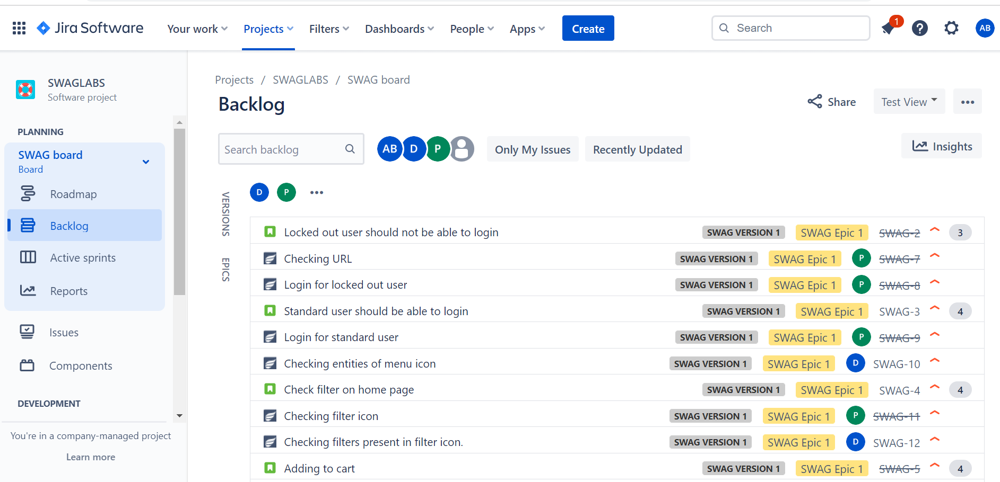 Jira Software Your work Projects Filters Dashboards People Apps Create Search 1 ? AB
SWAGLABS
Software project
PLANNING
SWAG board
Board
Roadmap
Backlog
Active sprints
Reports
Issues
Components
DEVELOPMENT
You're in a company-managed project
Learn more
Projects / SWAGLABS / SWAG board
Backlog
Share Test View
Search backlog AB D P Only My Issues Recently Updated Insights
VERSIONS
EPICS
D P
Locked out user should not be able to login SWAG VERSION 1 SWAG Epic 1 SWAG-2 3
Checking URL SWAG VERSION 1 SWAG Epic 1 P SWAG-7
Login for locked out user SWAG VERSION 1 SWAG Epic 1 P SWAG-8
Standard user should be able to login SWAG VERSION 1 SWAG Epic 1 SWAG-3 4
Login for standard user SWAG VERSION 1 SWAG Epic 1 P SWAG-9
Checking entities of menu icon SWAG VERSION 1 SWAG Epic 1 D SWAG-10
Check filter on home page SWAG VERSION 1 SWAG Epic 1 SWAG-4 4
Checking filter icon SWAG VERSION 1 SWAG Epic 1 P SWAG-11
Checking filters present in filter icon. SWAG VERSION 1 SWAG Epic 1 D SWAG-12
Adding to cart SWAG VERSION 1 SWAG Epic 1 SWAG-5 4